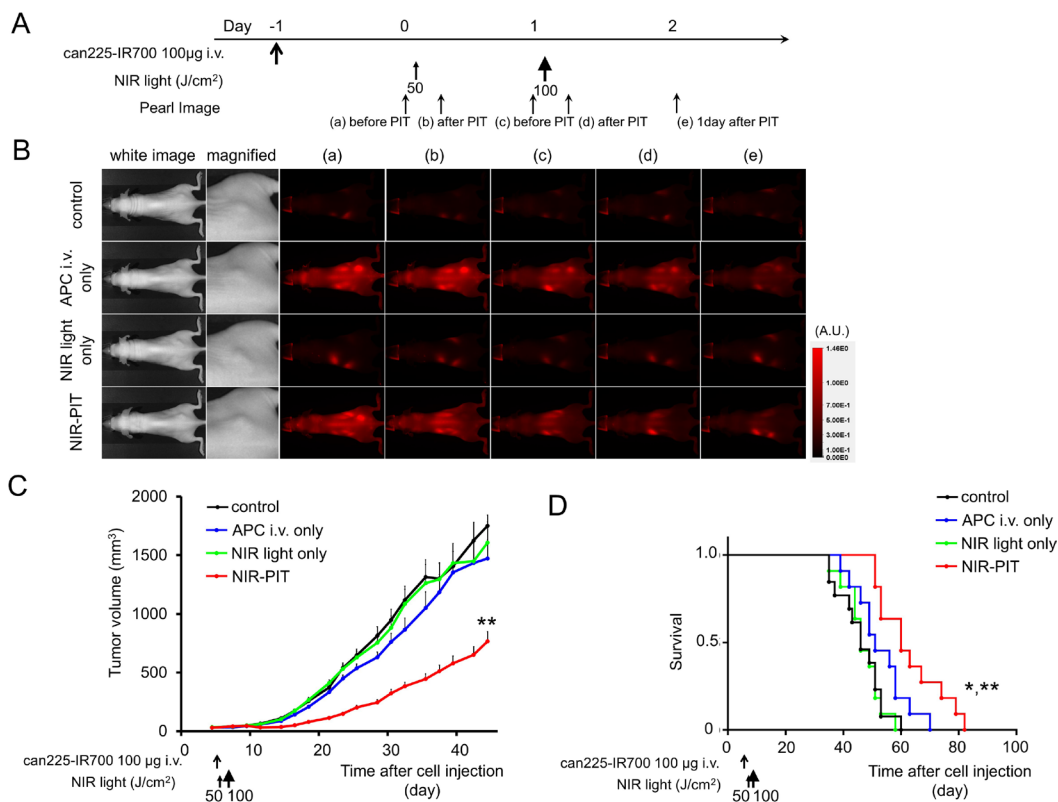 A
Day -1 0 1 2
can225-IR700 100µg i.v.
NIR light (J/cm²) 50 100
Pearl Image
(a) before PIT (b) after PIT (c) before PIT (d) after PIT (e) 1day after PIT
B
white image magnified (a) (b) (c) (d) (e)
control
APC i.v. only
NIR light only
NIR-PIT
(A.U.)
1.46E0
1.00E0
5.00E-1
3.00E-1
1.00E-1
0.00E0
C
Tumor volume (mm³)
2000
1500
1000
500
0
control
APC i.v. only
NIR light only
NIR-PIT
**
0 10 20 30 40
can225-IR700 100 µg i.v.
NIR light (J/cm²)
50 100
Time after cell injection
(day)
D
Survival
1.0
0.5
0
control
APC i.v. only
NIR light only
NIR-PIT
*,**
0 20 40 60 80 100
can225-IR700 100 µg i.v.
NIR light (J/cm²)
50 100
Time after cell injection
(day)